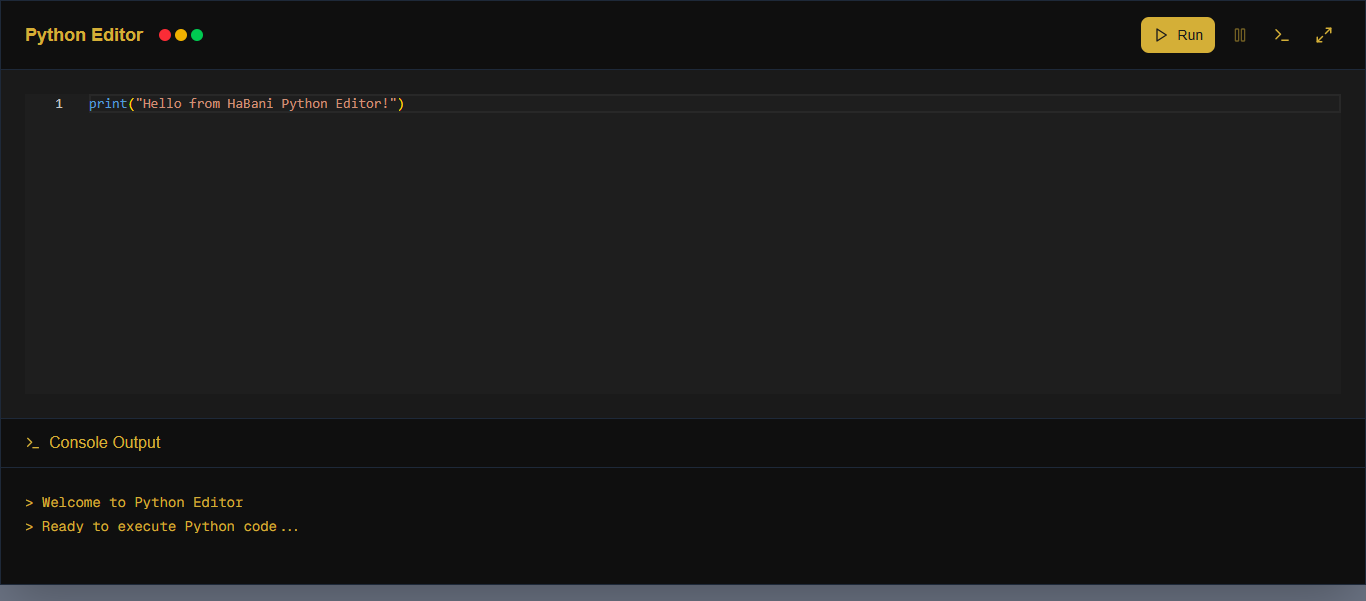 Python Editor
Run
1 print("Hello from HaBani Python Editor!")
Console Output
> Welcome to Python Editor
> Ready to execute Python code...